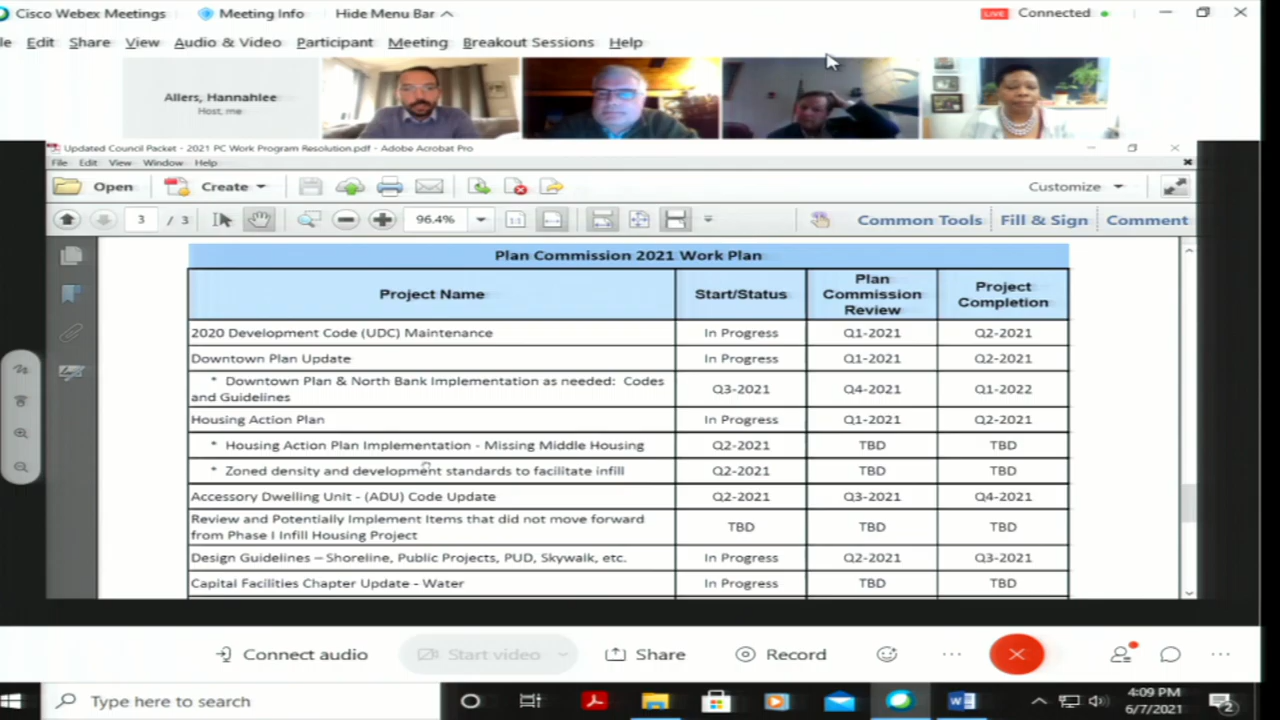 Cisco Webex Meetings Meeting Info Hide Menu Bar LIVE Connected
le Edit Share View Audio & Video Participant Meeting Breakout Sessions Help
Allers, Hannahlee
Host, me
Updated Council Packet - 2021 PC Work Program Resolution.pdf - Adobe Acrobat Pro
File Edit View Window Help
Open Create Customize
3 / 3 96.4% Common Tools Fill & Sign Comment
Plan Commission 2021 Work Plan
Project Name Start/Status Plan Commission Review Project Completion
2020 Development Code (UDC) Maintenance In Progress Q1-2021 Q2-2021
Downtown Plan Update In Progress Q1-2021 Q2-2021
* Downtown Plan & North Bank Implementation as needed: Codes
and Guidelines Q3-2021 Q4-2021 Q1-2022
Housing Action Plan In Progress Q1-2021 Q2-2021
* Housing Action Plan Implementation - Missing Middle Housing Q2-2021 TBD TBD
* Zoned density and development standards to facilitate infill Q2-2021 TBD TBD
Accessory Dwelling Unit - (ADU) Code Update Q2-2021 Q3-2021 Q4-2021
Review and Potentially Implement Items that did not move forward
from Phase I Infill Housing Project TBD TBD TBD
Design Guidelines – Shoreline, Public Projects, PUD, Skywalk, etc. In Progress Q2-2021 Q3-2021
Capital Facilities Chapter Update - Water In Progress TBD TBD
Connect audio Start video Share Record
Type here to search 4:09 PM
6/7/2021 2